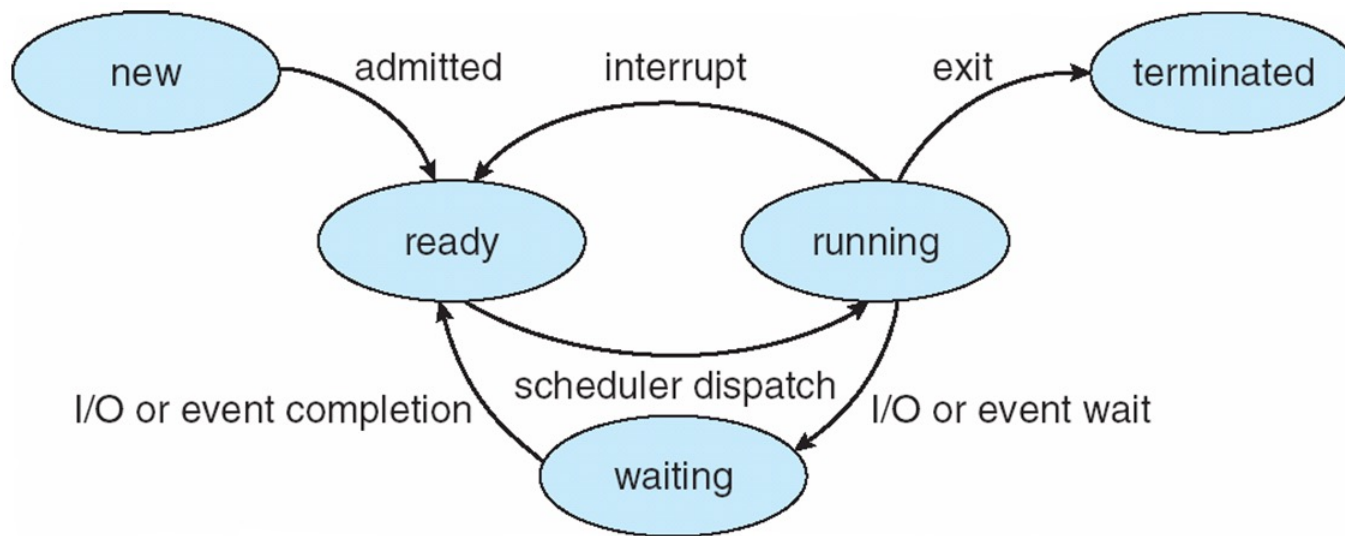 new
admitted
interrupt
exit
terminated
ready
running
scheduler dispatch
I/O or event completion
I/O or event wait
waiting